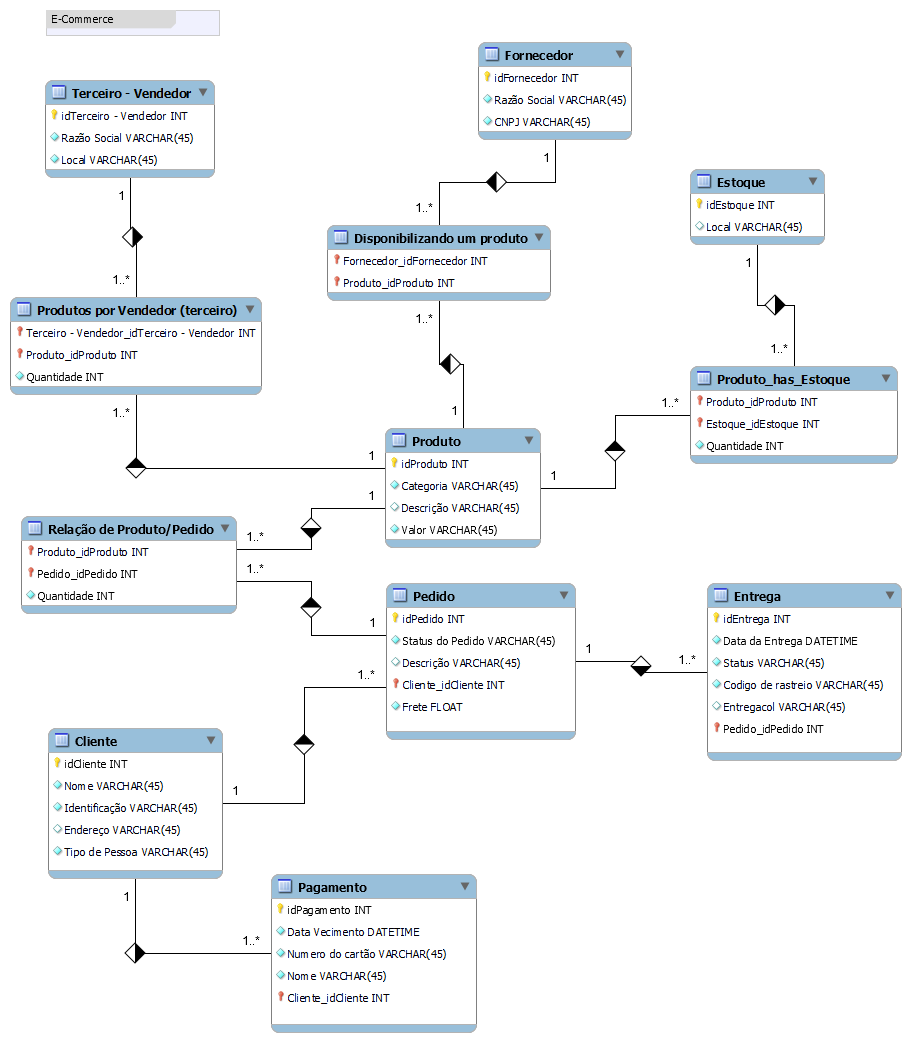 E-Commerce
Fornecedor
idFornecedor INT
Razão Social VARCHAR(45)
CNPJ VARCHAR(45)
1
1..*
Terceiro - Vendedor
idTerceiro - Vendedor INT
Razão Social VARCHAR(45)
Local VARCHAR(45)
1
1..*
Estoque
idEstoque INT
Local VARCHAR(45)
1
1..*
Disponibilizando um produto
Fornecedor_idFornecedor INT
Produto_idProduto INT
1..*
1
Produtos por Vendedor (terceiro)
Terceiro - Vendedor_idTerceiro - Vendedor INT
Produto_idProduto INT
Quantidade INT
1..*
1
Produto_has_Estoque
Produto_idProduto INT
Estoque_idEstoque INT
Quantidade INT
1..*
1
Produto
idProduto INT
Categoria VARCHAR(45)
Descrição VARCHAR(45)
Valor VARCHAR(45)
1
1..*
Relação de Produto/Pedido
Produto_idProduto INT
Pedido_idPedido INT
Quantidade INT
1..*
1
Pedido
idPedido INT
Status do Pedido VARCHAR(45)
Descrição VARCHAR(45)
Cliente_idCliente INT
Frete FLOAT
1
1..*
Entrega
idEntrega INT
Data da Entrega DATETIME
Status VARCHAR(45)
Codigo de rastreio VARCHAR(45)
Entregacol VARCHAR(45)
Pedido_idPedido INT
1..*
1
Cliente
idCliente INT
Nome VARCHAR(45)
Identificação VARCHAR(45)
Endereço VARCHAR(45)
Tipo de Pessoa VARCHAR(45)
1
1..*
Pagamento
idPagamento INT
Data Vecimento DATETIME
Numero do cartão VARCHAR(45)
Nome VARCHAR(45)
Cliente_idCliente INT